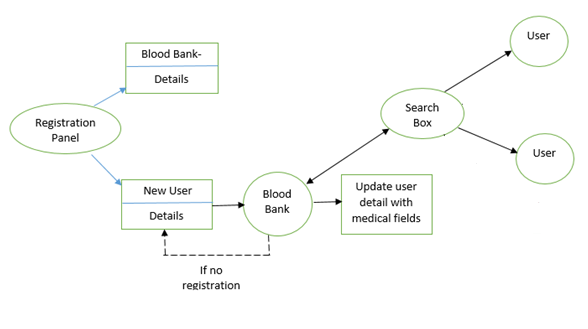 User
Blood Bank-
Details
Search
Box
Registration
Panel
User
New User
Details
Blood
Bank
Update user
detail with
medical fields
If no
registration